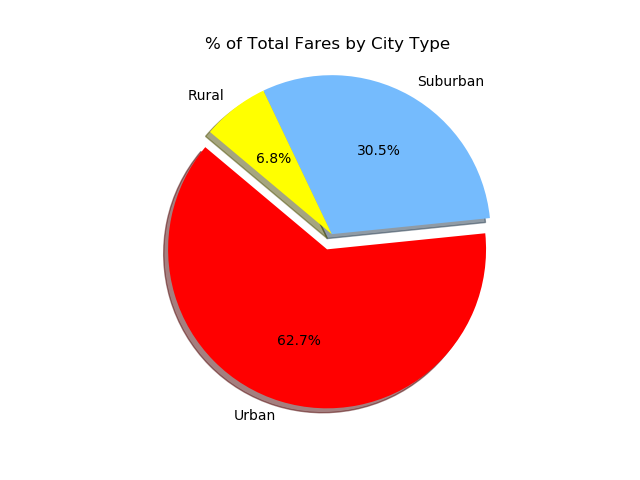 % of Total Fares by City Type
Suburban
Rural
30.5%
6.8%
62.7%
Urban